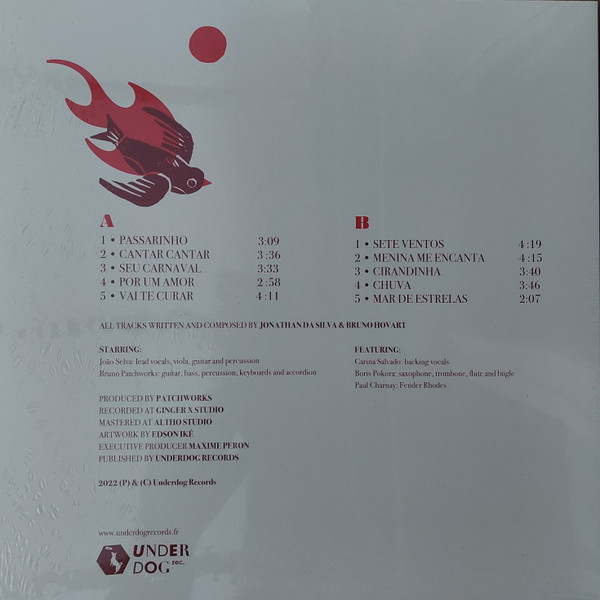 A
1 • PASSARINHO 3:09
2 • CANTAR CANTAR 3:36
3 • SEU CARNAVAL 3:33
4 • POR UM AMOR 2:58
5 • VAI TE CURAR 4:11
B
1 • SETE VENTOS 4:19
2 • MENINA ME ENCANTA 4:15
3 • CIRANDINHA 3:40
4 • CHUVA 3:46
5 • MAR DE ESTRELAS 2:07
ALL TRACKS WRITTEN AND COMPOSED BY JONATHAN DA SILVA & BRUNO HOVART
STARRING:
João Selva: lead vocals, viola, guitar and percussion
Bruno Patchworks: guitar, bass, percussion, keyboards and accordion
FEATURING:
Carina Salvado: backing vocals
Boris Pokora: saxophone, trombone, flute and bugle
Paul Charnay: Fender Rhodes
PRODUCED BY PATCHWORKS
RECORDED AT GINGER X STUDIO
MASTERED AT ALTHO STUDIO
ARTWORK BY EDSON IKÊ
EXECUTIVE PRODUCER MAXIME PERON
PUBLISHED BY UNDERDOG RECORDS
2022 (P) & (C) Underdog Records
www.underdogrecords.fr
UNDER
DOG rec.